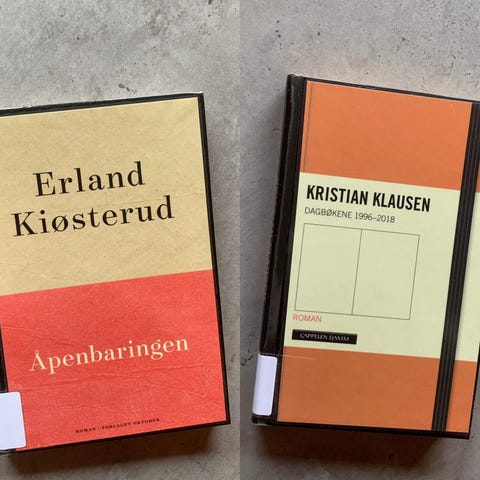 Erland
Kiøsterud
Åpenbaringen
ROMAN / FORLAGET OKTOBER
KRISTIAN KLAUSEN
DAGBØKENE 1996–2018
ROMAN
CAPPELEN DAMM